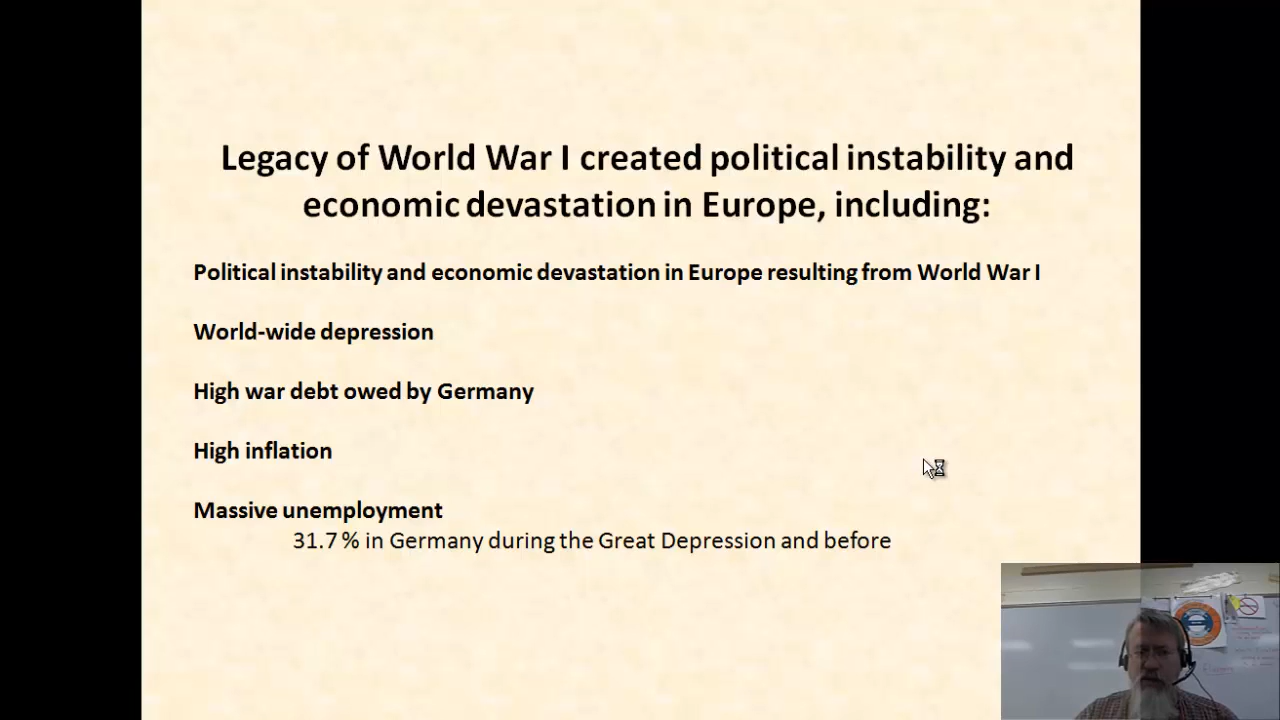 Legacy of World War I created political instability and
economic devastation in Europe, including:
Political instability and economic devastation in Europe resulting from World War I
World-wide depression
High war debt owed by Germany
High inflation
Massive unemployment
31.7 % in Germany during the Great Depression and before